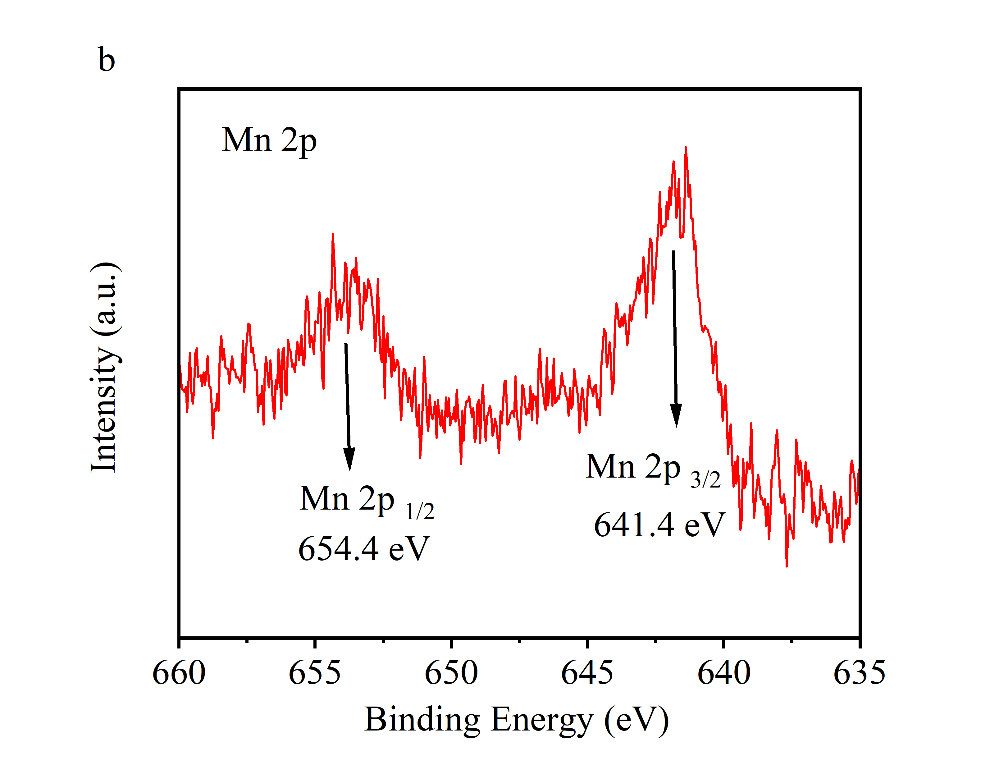 b
Mn 2p
Intensity (a.u.)
Mn 2p 3/2
641.4 eV
Mn 2p 1/2
654.4 eV
660 655 650 645 640 635
Binding Energy (eV)